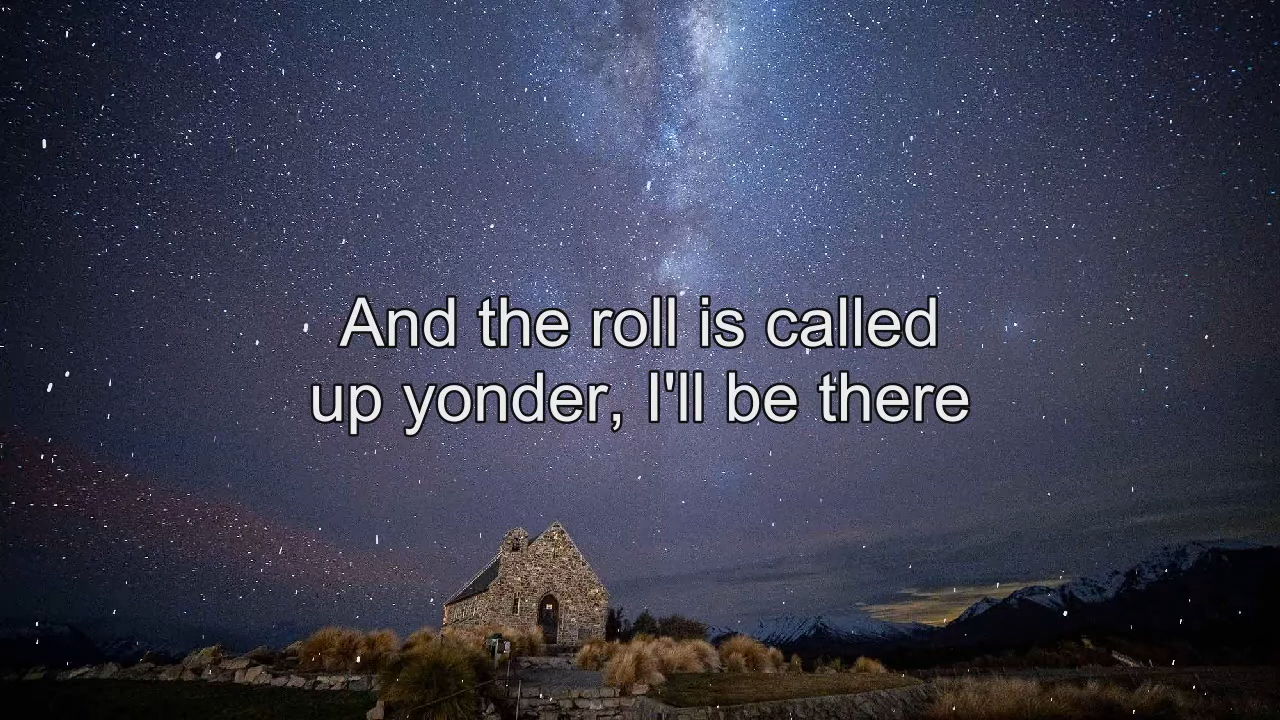 And the roll is called
up yonder, I'll be there